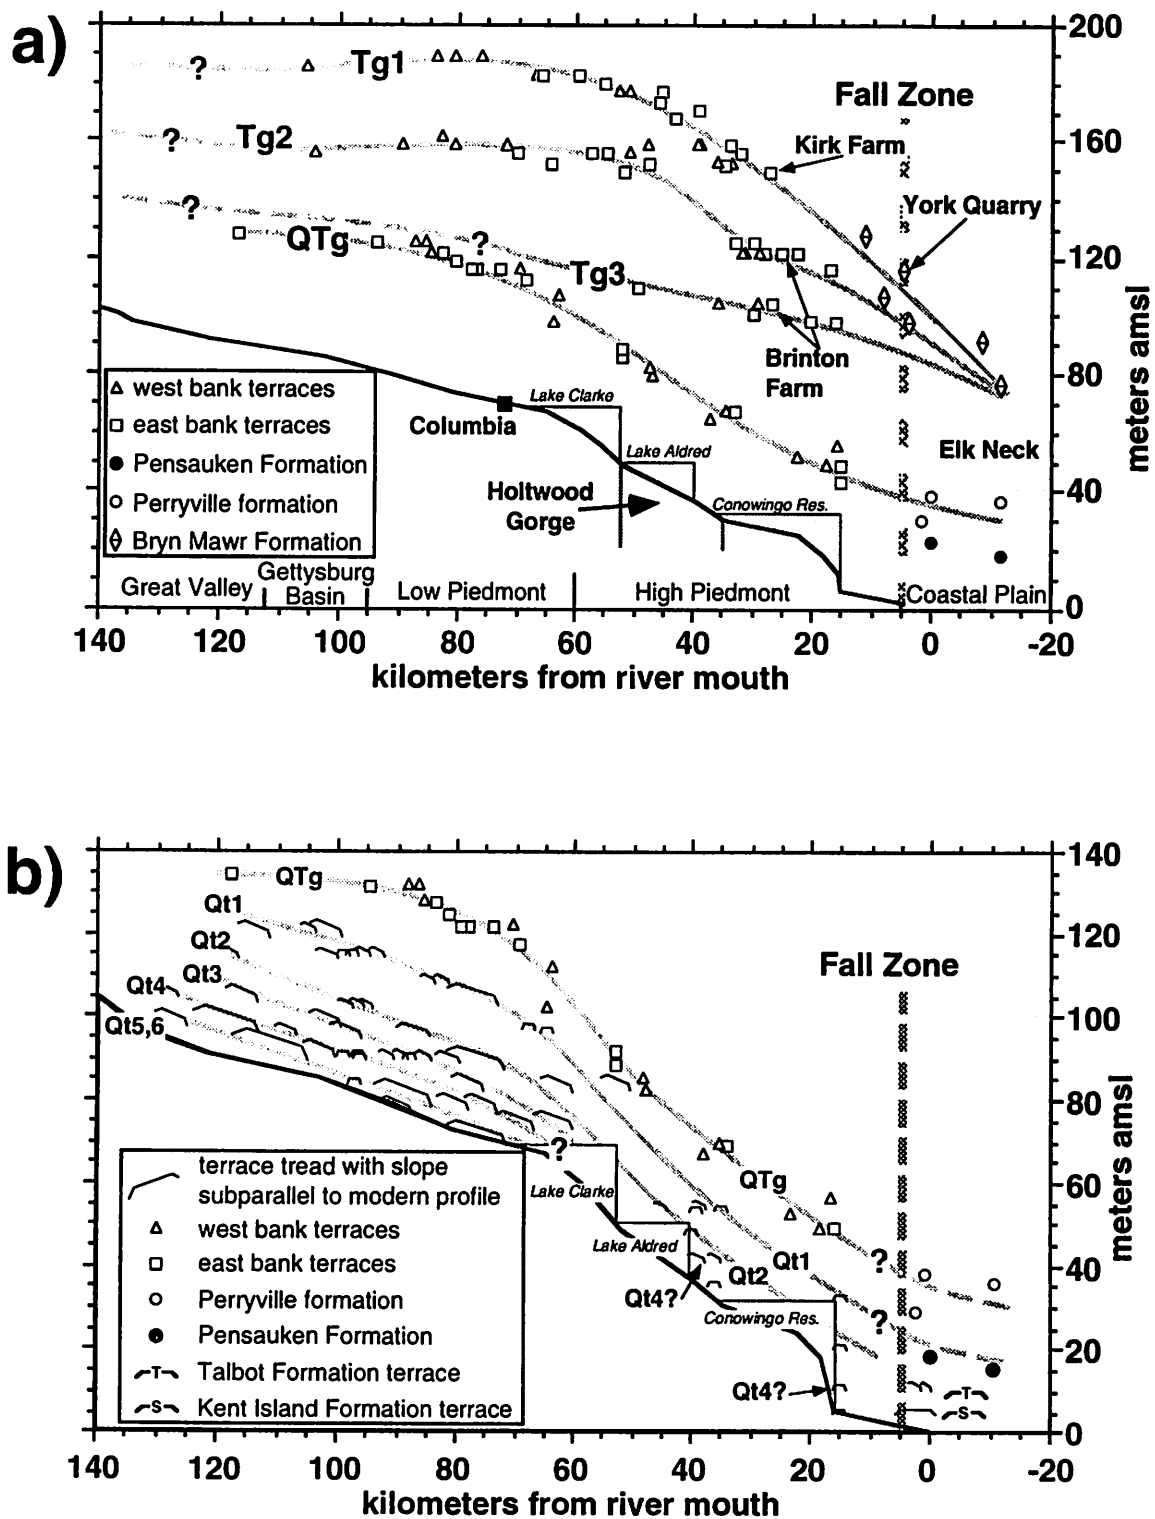 a)
200
Tg1
?
Fall Zone
160
Tg2
?
Kirk Farm
York Quarry
?
QTg
?
Tg3
120
Brinton
Farm
80
meters amsl
west bank terraces
east bank terraces
Pensauken Formation
Perryville formation
Bryn Mawr Formation
Lake Clarke
Columbia
Lake Aldred
Elk Neck
40
Holtwood
Gorge
Conowingo Res.
Great Valley
Gettysburg
Basin
Low Piedmont
High Piedmont
Coastal Plain
0
140 120 100 80 60 40 20 0 -20
kilometers from river mouth
b)
140
QTg
Qt1
120
Qt2
Fall Zone
Qt3
Qt4
100
Qt5,6
80
meters amsl
?
terrace tread with slope
subparallel to modern profile
west bank terraces
east bank terraces
Perryville formation
Pensauken Formation
T Talbot Formation terrace
S Kent Island Formation terrace
Lake Clarke
QTg
60
Lake Aldred
Qt1
?
Qt2
40
Qt4?
Conowingo Res.
?
20
Qt4?
T
S
0
140 120 100 80 60 40 20 0 -20
kilometers from river mouth